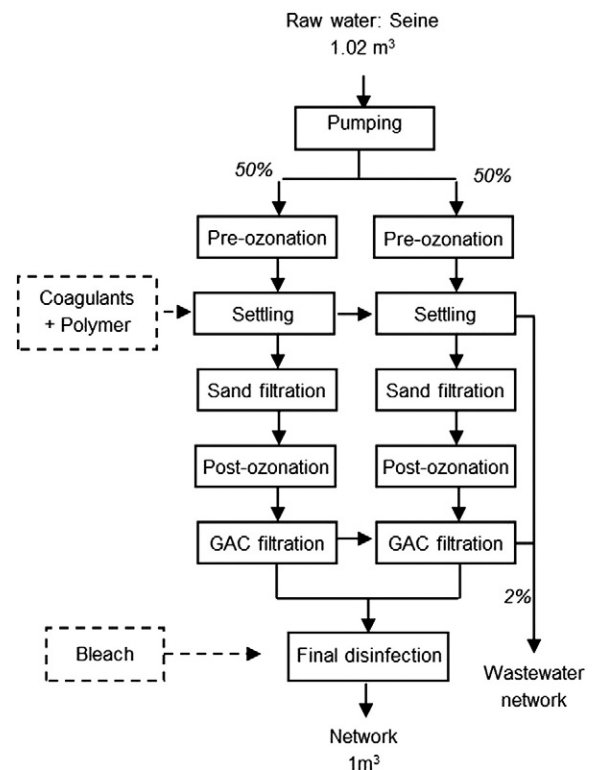 Raw water: Seine
1.02 m³
Pumping
50%
50%
Pre-ozonation
Pre-ozonation
Coagulants
+ Polymer
Settling
Settling
Sand filtration
Sand filtration
Post-ozonation
Post-ozonation
GAC filtration
GAC filtration
2%
Bleach
Final disinfection
Wastewater
network
Network
1m³